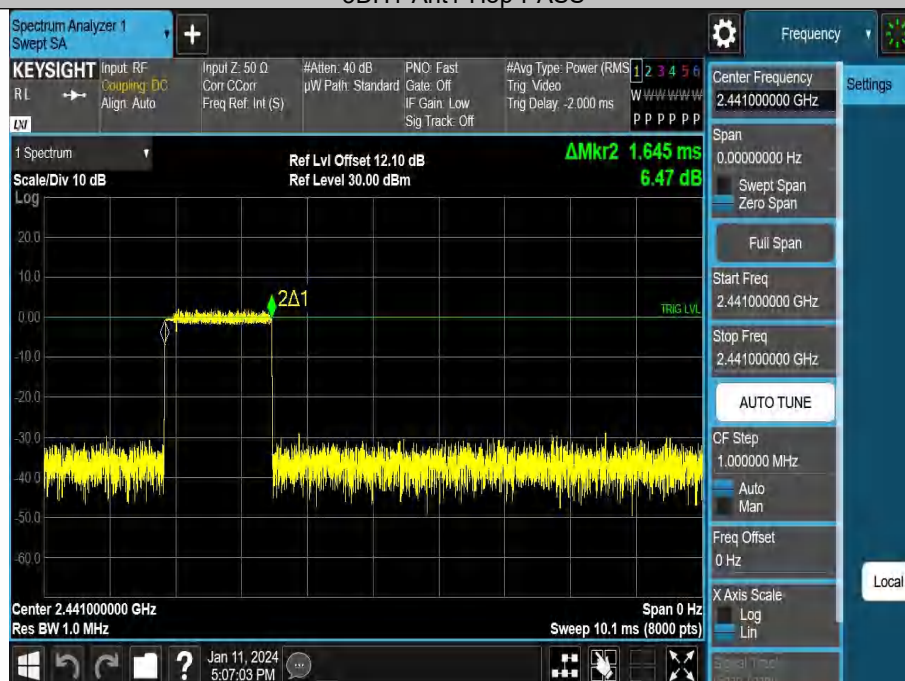 Spectrum Analyzer 1
Swept SA
+
Frequency
KEYSIGHT
RL
LXI
Input: RF
Coupling: DC
Align: Auto
Input Z: 50 Ω
Corr CCorr
Freq Ref: Int (S)
#Atten: 40 dB
µW Path: Standard
PNO: Fast
Gate: Off
IF Gain: Low
Sig Track: Off
#Avg Type: Power (RMS
Trig: Video
Trig Delay: -2.000 ms
1 2 3 4 5 6
W W W W W W
P P P P P P
Center Frequency
2.441000000 GHz
Settings
Span
0.00000000 Hz
Swept Span
Zero Span
Full Span
Start Freq
2.441000000 GHz
Stop Freq
2.441000000 GHz
AUTO TUNE
CF Step
1.000000 MHz
Auto
Man
Freq Offset
0 Hz
X Axis Scale
Log
Lin
Local
1 Spectrum
Scale/Div 10 dB
Log
Ref Lvl Offset 12.10 dB
Ref Level 30.00 dBm
ΔMkr2 1.645 ms
6.47 dB
20.0
10.0
0.00
-10.0
-20.0
-30.0
-40.0
-50.0
-60.0
2Δ1
TRIG LVL
Center 2.441000000 GHz
Res BW 1.0 MHz
Span 0 Hz
Sweep 10.1 ms (8000 pts)
?
Jan 11, 2024
5:07:03 PM